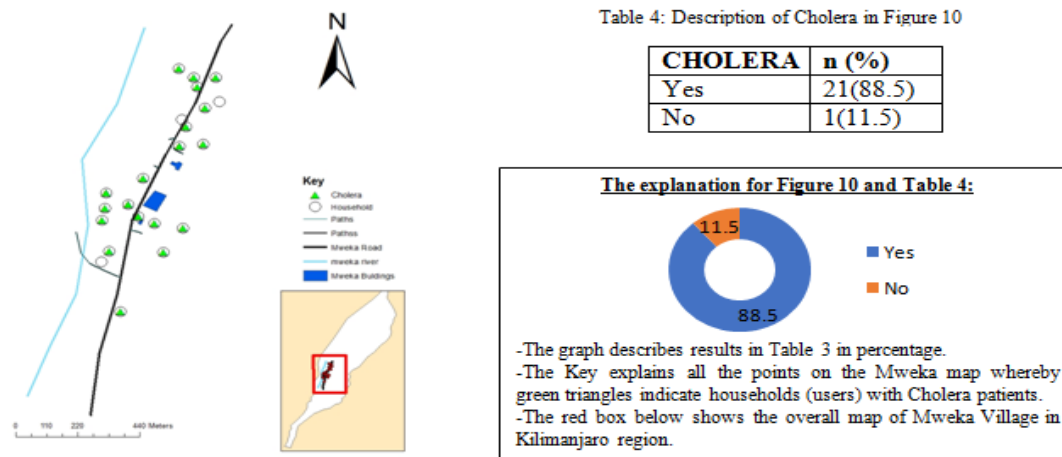 N
Key
Cholera
Household
Paths
Pathss
Mweka Road
mweka river
Mweka Buildings
0 110 220 440 Meters
Table 4: Description of Cholera in Figure 10
CHOLERA n (%)
Yes 21(88.5)
No 1(11.5)
The explanation for Figure 10 and Table 4:
11.5
88.5
Yes
No
-The graph describes results in Table 3 in percentage.
-The Key explains all the points on the Mweka map whereby
green triangles indicate households (users) with Cholera patients.
-The red box below shows the overall map of Mweka Village in
Kilimanjaro region.